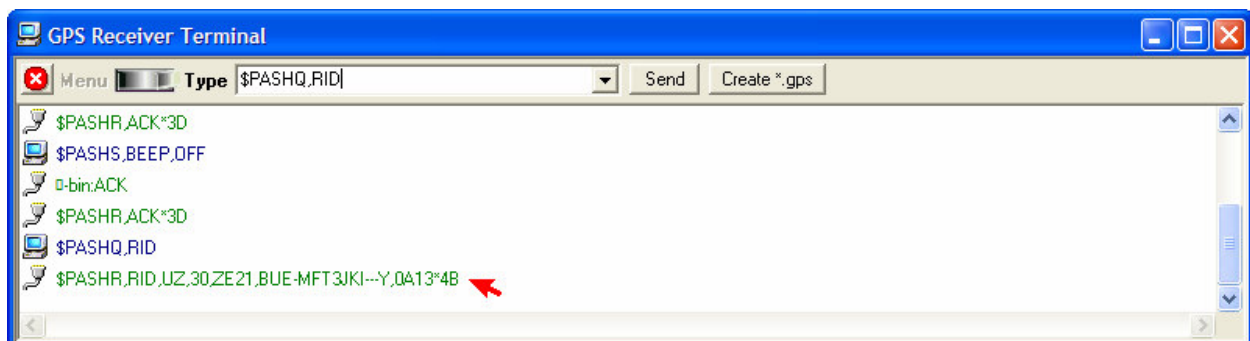 GPS Receiver Terminal
Menu Type $PASHQ,RID Send Create *.gps
$PASHR,ACK*3D
$PASHS,BEEP,OFF
▯-bin:ACK
$PASHR,ACK*3D
$PASHQ,RID
$PASHR,RID,UZ,30,ZE21,BUE-MFT3JKI---Y,0A13*4B